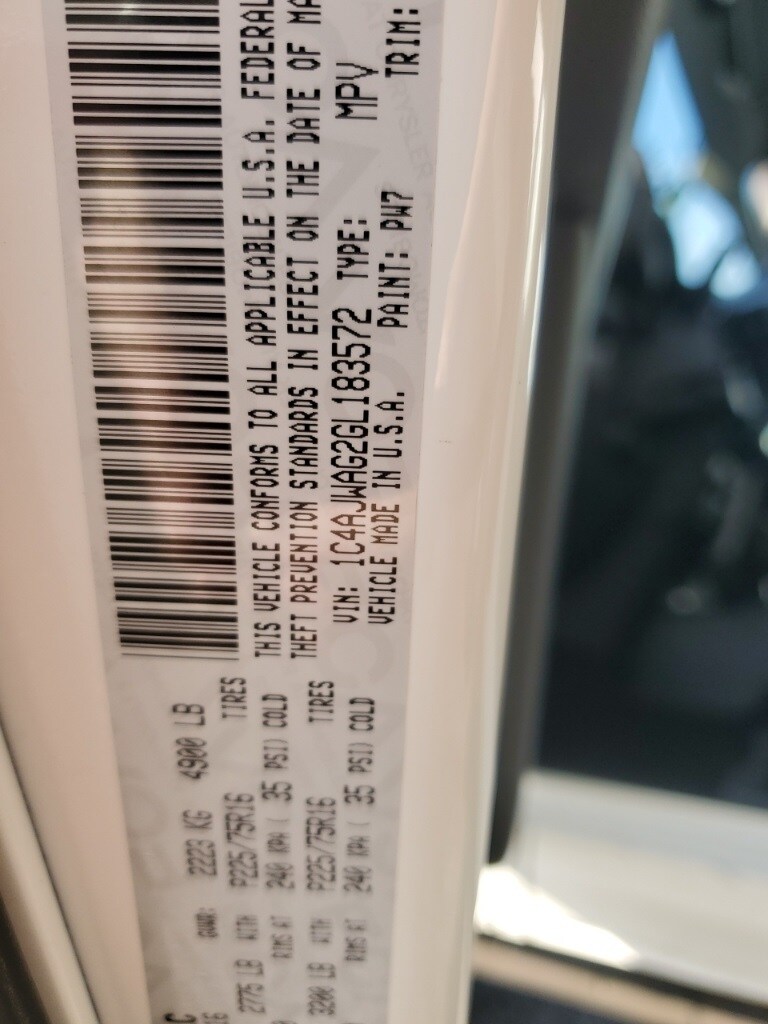 GVWR: 2223 KG 4900 LB
2775 LB WITH P225/75R16 TIRES
RIMS AT 240 KPA ( 35 PSI) COLD
3200 LB WITH P225/75R16 TIRES
RIMS AT 240 KPA ( 35 PSI) COLD
THIS VEHICLE CONFORMS TO ALL APPLICABLE U.S.A. FEDERAL
THEFT PREVENTION STANDARDS IN EFFECT ON THE DATE OF MA
VIN: 1C4AJWAG2GL183572 TYPE: MPV
VEHICLE MADE IN U.S.A. PAINT: PW7 TRIM: